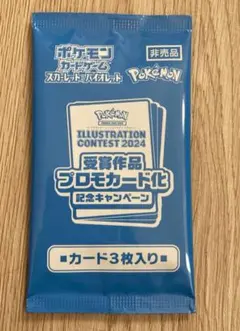 ポケモン
カードゲーム
スカーレット&バイオレット
非売品
POKÉMON
POKÉMON
ILLUSTRATION
CONTEST 2024
受賞作品
プロモカード化
記念キャンペーン
■カード3枚入り■